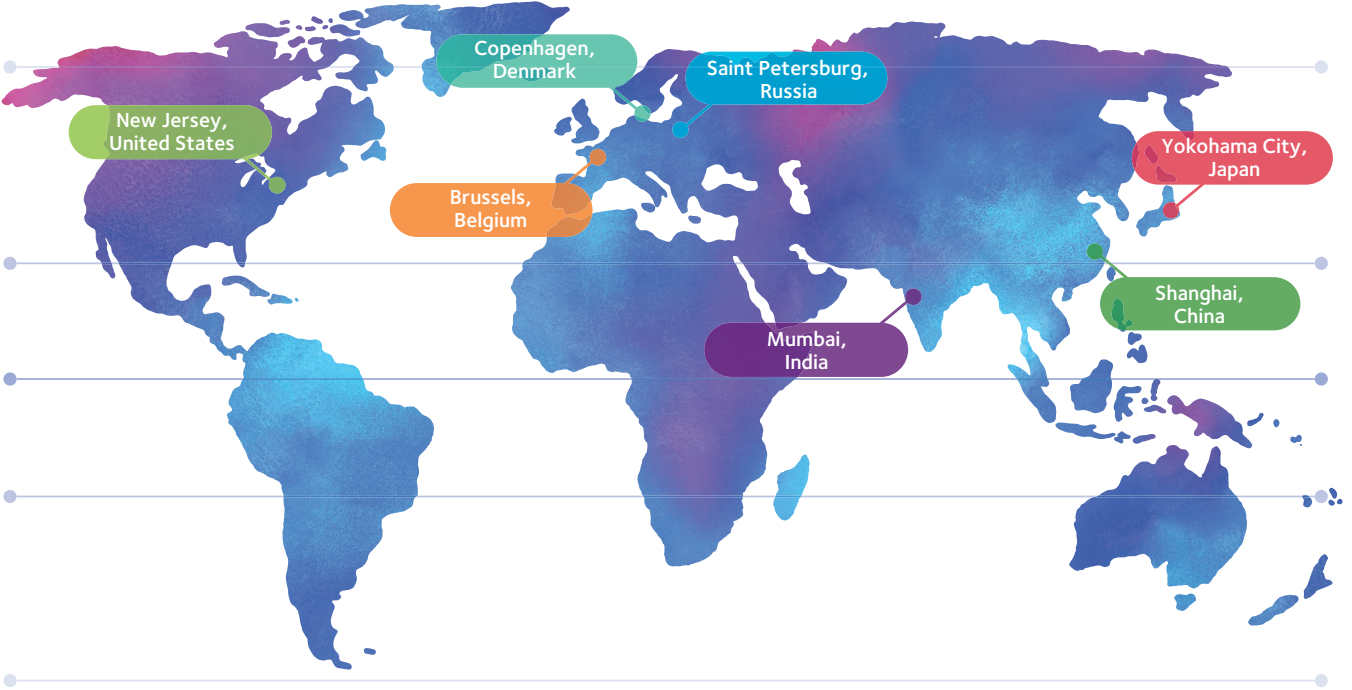 Copenhagen,
Denmark
Saint Petersburg,
Russia
New Jersey,
United States
Yokohama City,
Japan
Brussels,
Belgium
Shanghai,
China
Mumbai,
India